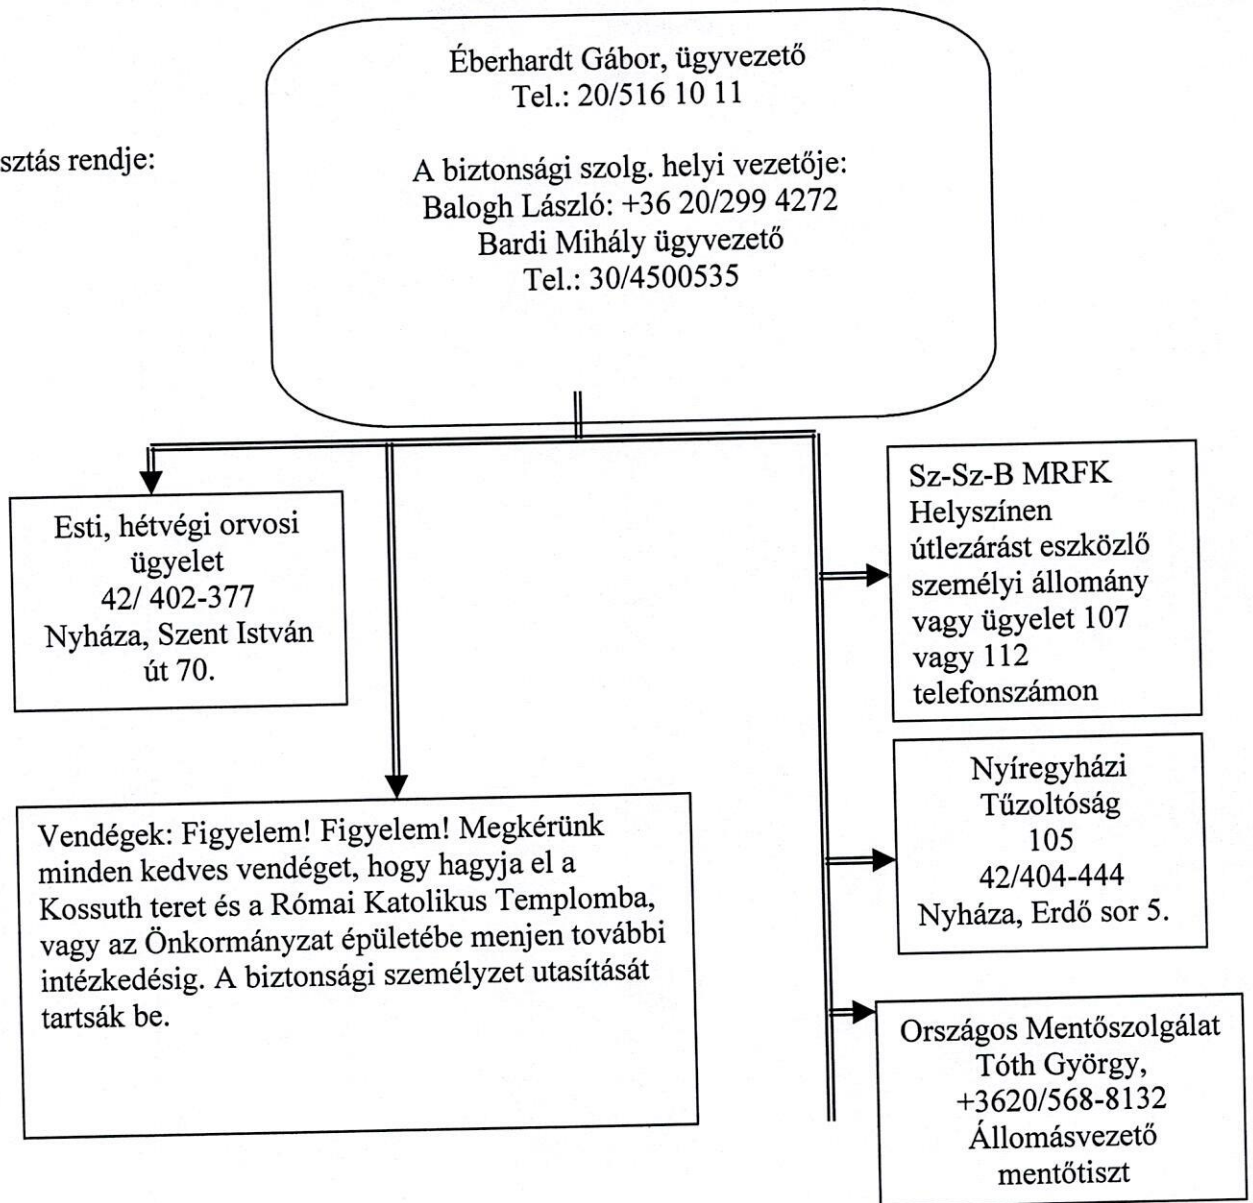 Éberhardt Gábor, ügyvezető
Tel.: 20/516 10 11
sztás rendje:
A biztonsági szolg. helyi vezetője:
Balogh László: +36 20/299 4272
Bardi Mihály ügyvezető
Tel.: 30/4500535
Esti, hétvégi orvosi
ügyelet
42/ 402-377
Nyháza, Szent István
út 70.
Sz-Sz-B MRFK
Helyszínen
útlezárást eszközlő
személyi állomány
vagy ügyelet 107
vagy 112
telefonszámon
Vendégek: Figyelem! Figyelem! Megkérünk
minden kedves vendéget, hogy hagyja el a
Kossuth teret és a Római Katolikus Templomba,
vagy az Önkormányzat épületébe menjen további
intézkedésig. A biztonsági személyzet utasítását
tartsák be.
Nyíregyházi
Tűzoltóság
105
42/404-444
Nyháza, Erdő sor 5.
Országos Mentőszolgálat
Tóth György,
+3620/568-8132
Állomásvezető
mentőtiszt